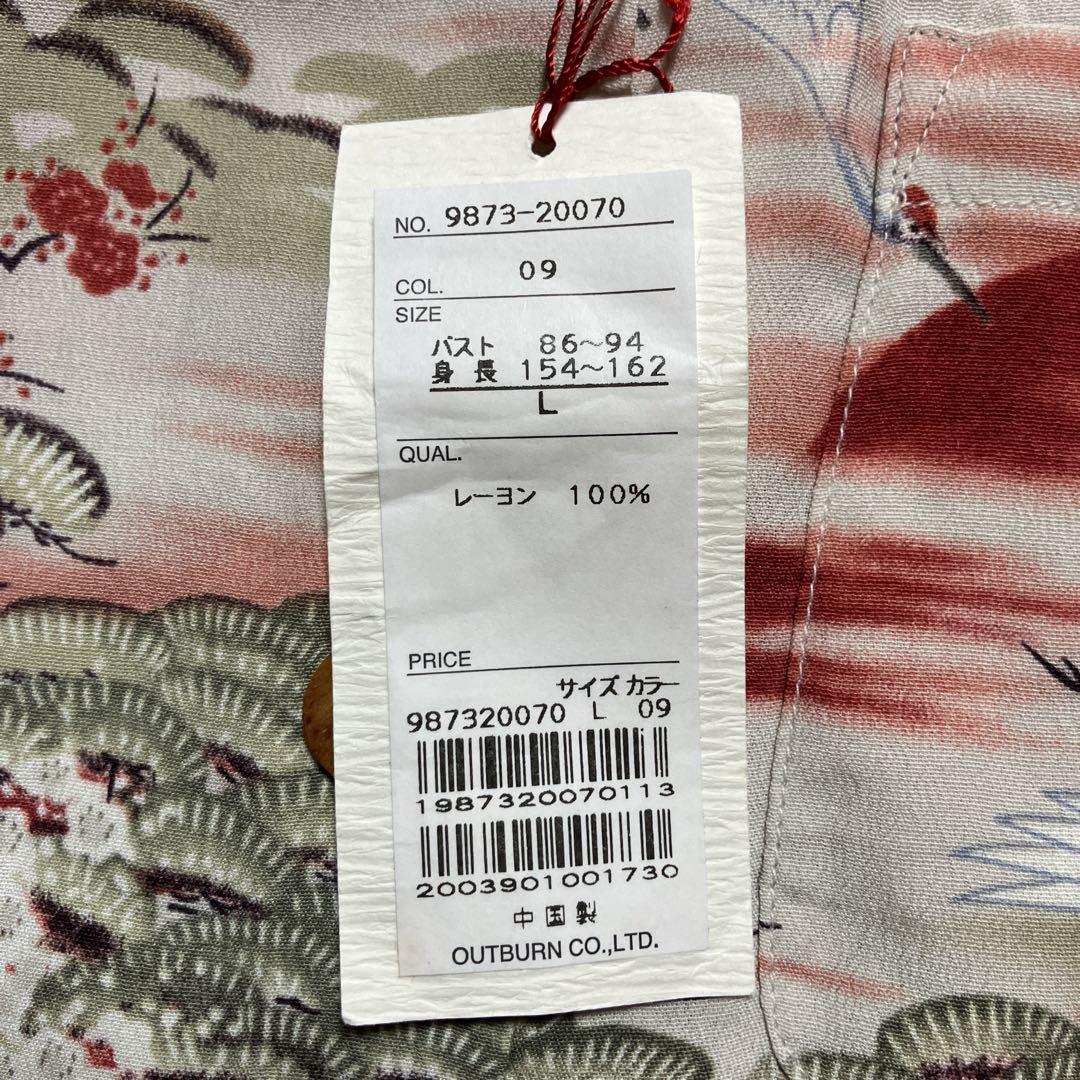 NO. 9873-20070
COL. 09
SIZE
バスト 86~94
身長 154~162
L
QUAL.
レーヨン 100%
PRICE
サイズ カラー
987320070 L 09
1987320070113
2003901001730
中国製
OUTBURN CO.,LTD.